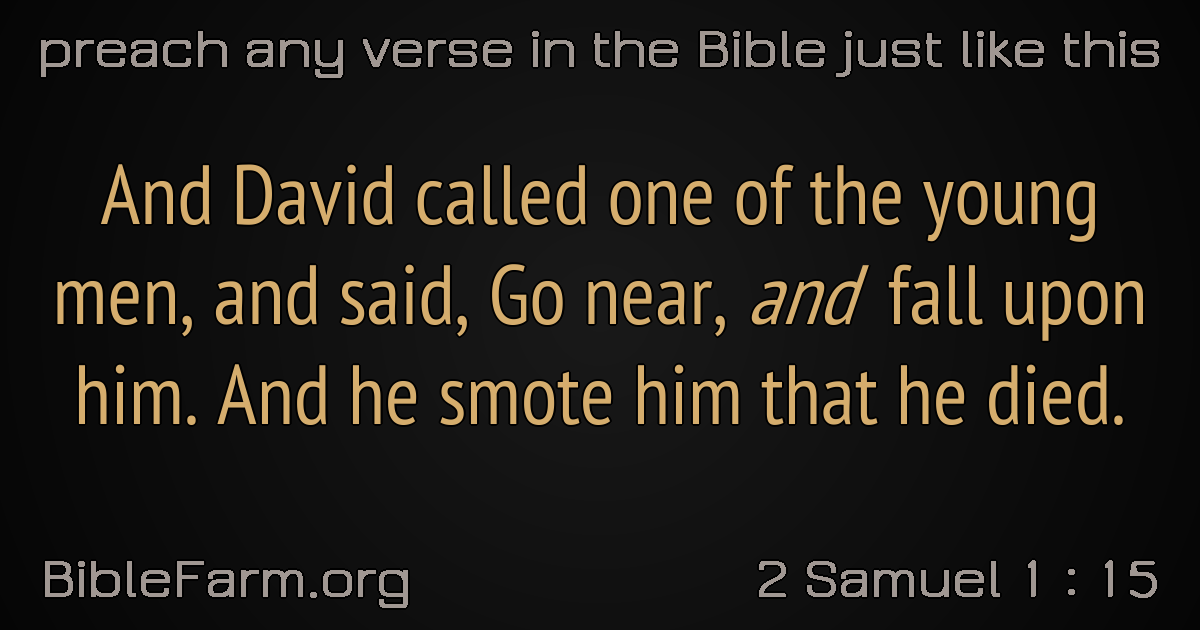 preach any verse in the Bible just like this
And David called one of the young
men, and said, Go near, and fall upon
him. And he smote him that he died.
BibleFarm.org
2 Samuel 1 : 15